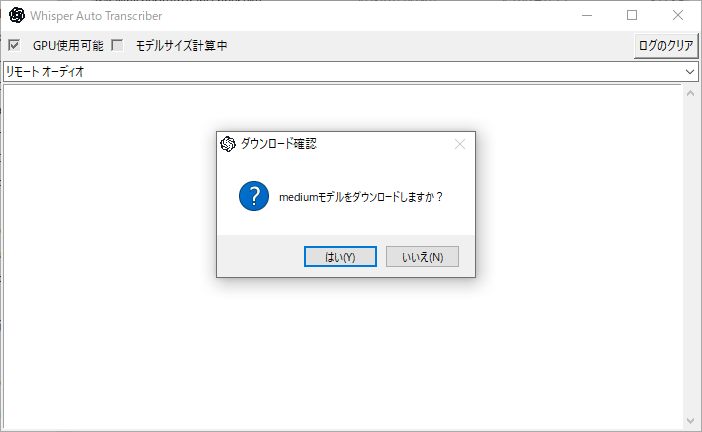 Whisper Auto Transcriber
GPU使用可能 モデルサイズ計算中 ログのクリア
リモート オーディオ
ダウンロード確認
mediumモデルをダウンロードしますか？
はい(Y) いいえ(N)